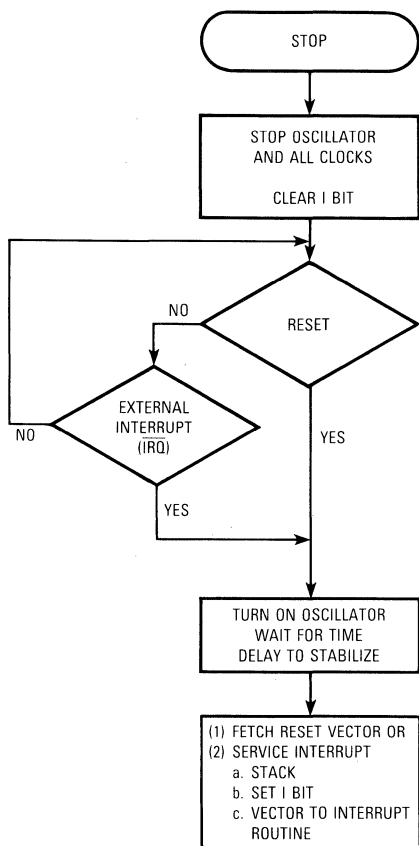 STOP
STOP OSCILLATOR
AND ALL CLOCKS
CLEAR I BIT
RESET
NO
YES
EXTERNAL
INTERRUPT
(I̅R̅Q̅)
NO
YES
TURN ON OSCILLATOR
WAIT FOR TIME
DELAY TO STABILIZE
(1) FETCH RESET VECTOR OR
(2) SERVICE INTERRUPT
a. STACK
b. SET I BIT
c. VECTOR TO INTERRUPT
ROUTINE